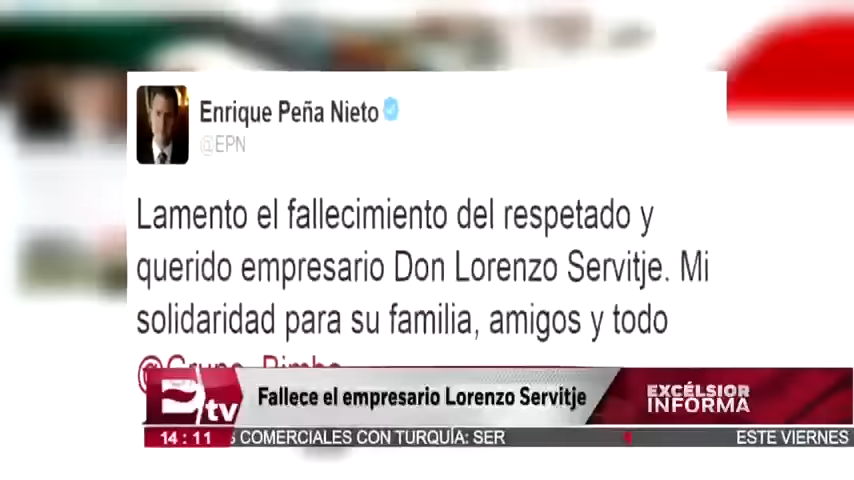 Enrique Peña Nieto
@EPN
Lamento el fallecimiento del respetado y
querido empresario Don Lorenzo Servitje. Mi
solidaridad para su familia, amigos y todo
@Grupo_Bimbo
tv
Fallece el empresario Lorenzo Servitje
EXCÉLSIOR
INFORMA
14:11
COMERCIALES CON TURQUÍA: SER
ESTE VIERNES